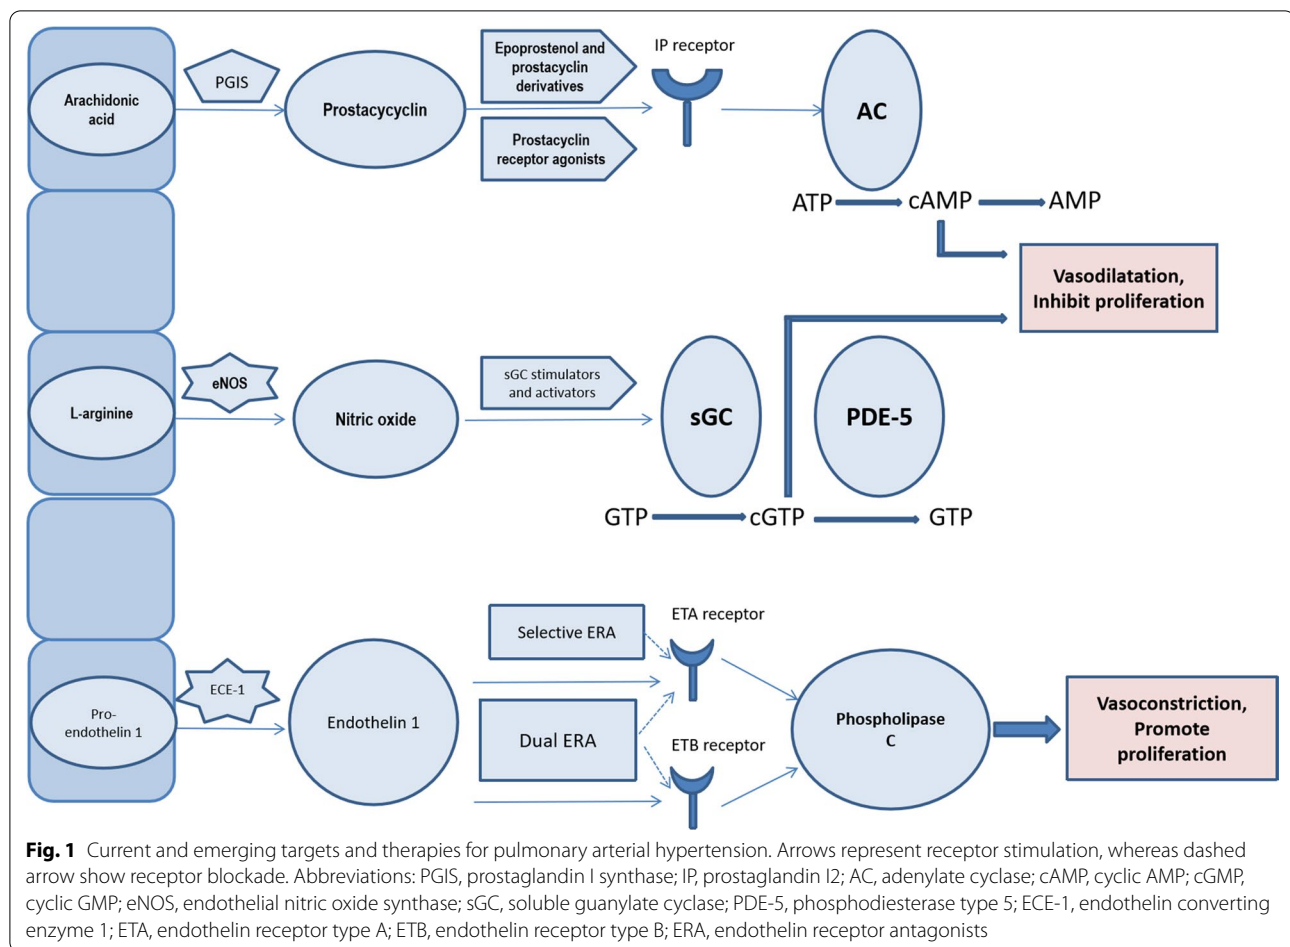 Arachidonic
acid
PGIS
Prostacycyclin
Epoprostenol and
prostacyclin
derivatives
Prostacyclin
receptor agonists
IP receptor
AC
ATP
cAMP
AMP
Vasodilatation,
Inhibit proliferation
L-arginine
eNOS
Nitric oxide
sGC stimulators
and activators
sGC
PDE-5
GTP
cGTP
GTP
Pro-
endothelin 1
ECE-1
Endothelin 1
Selective ERA
Dual ERA
ETA receptor
ETB receptor
Phospholipase
C
Vasoconstriction,
Promote
proliferation
Fig. 1 Current and emerging targets and therapies for pulmonary arterial hypertension. Arrows represent receptor stimulation, whereas dashed
arrow show receptor blockade. Abbreviations: PGIS, prostaglandin I synthase; IP, prostaglandin I2; AC, adenylate cyclase; cAMP, cyclic AMP; cGMP,
cyclic GMP; eNOS, endothelial nitric oxide synthase; sGC, soluble guanylate cyclase; PDE-5, phosphodiesterase type 5; ECE-1, endothelin converting
enzyme 1; ETA, endothelin receptor type A; ETB, endothelin receptor type B; ERA, endothelin receptor antagonists